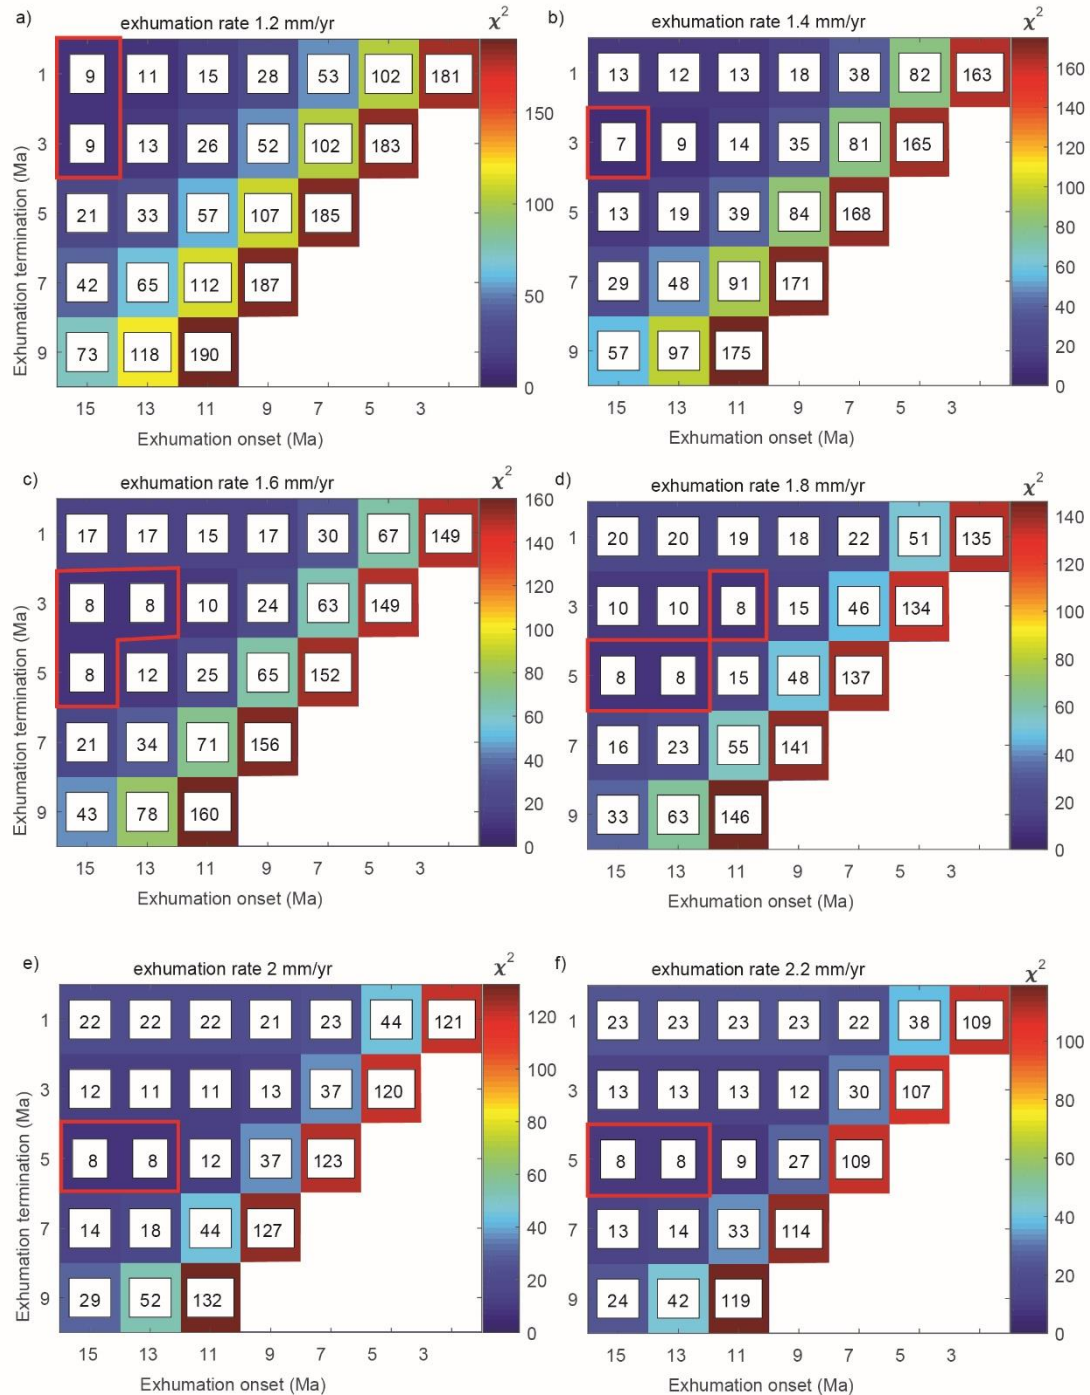 a)
exhumation rate 1.2 mm/yr
χ²
Exhumation termination (Ma)
1 9 11 15 28 53 102 181
3 9 13 26 52 102 183
5 21 33 57 107 185
7 42 65 112 187
9 73 118 190
15 13 11 9 7 5 3
Exhumation onset (Ma)
150
100
50
0
b)
exhumation rate 1.4 mm/yr
χ²
1 13 12 13 18 38 82 163
3 7 9 14 35 81 165
5 13 19 39 84 168
7 29 48 91 171
9 57 97 175
15 13 11 9 7 5 3
Exhumation onset (Ma)
160
140
120
100
80
60
40
20
0
c)
exhumation rate 1.6 mm/yr
χ²
Exhumation termination (Ma)
1 17 17 15 17 30 67 149
3 8 8 10 24 63 149
5 8 12 25 65 152
7 21 34 71 156
9 43 78 160
15 13 11 9 7 5 3
Exhumation onset (Ma)
160
140
120
100
80
60
40
20
0
d)
exhumation rate 1.8 mm/yr
χ²
1 20 20 19 18 22 51 135
3 10 10 8 15 46 134
5 8 8 15 48 137
7 16 23 55 141
9 33 63 146
15 13 11 9 7 5 3
Exhumation onset (Ma)
140
120
100
80
60
40
20
0
e)
exhumation rate 2 mm/yr
χ²
Exhumation termination (Ma)
1 22 22 22 21 23 44 121
3 12 11 11 13 37 120
5 8 8 12 37 123
7 14 18 44 127
9 29 52 132
15 13 11 9 7 5 3
Exhumation onset (Ma)
120
100
80
60
40
20
0
f)
exhumation rate 2.2 mm/yr
χ²
1 23 23 23 23 22 38 109
3 13 13 13 12 30 107
5 8 8 9 27 109
7 13 14 33 114
9 24 42 119
15 13 11 9 7 5 3
Exhumation onset (Ma)
100
80
60
40
20
0